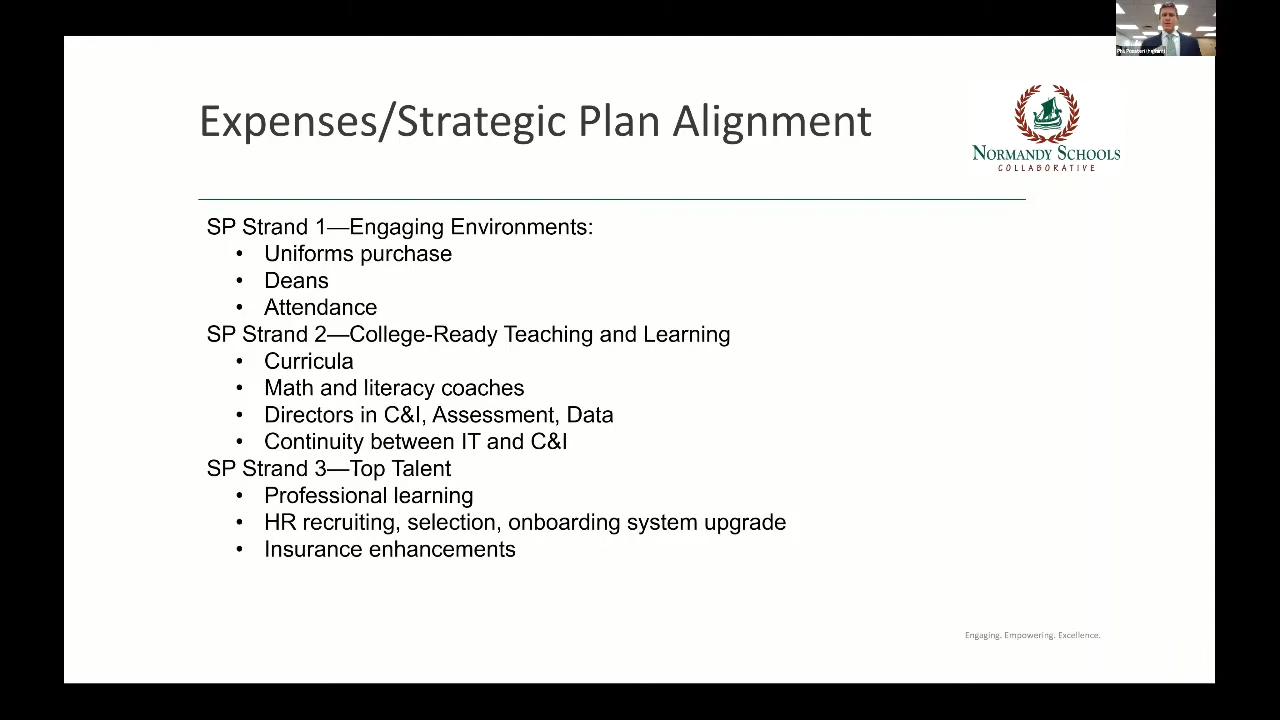 Expenses/Strategic Plan Alignment
NORMANDY SCHOOLS
COLLABORATIVE
SP Strand 1—Engaging Environments:
• Uniforms purchase
• Deans
• Attendance
SP Strand 2—College-Ready Teaching and Learning
• Curricula
• Math and literacy coaches
• Directors in C&I, Assessment, Data
• Continuity between IT and C&I
SP Strand 3—Top Talent
• Professional learning
• HR recruiting, selection, onboarding system upgrade
• Insurance enhancements
Engaging. Empowering. Excellence.